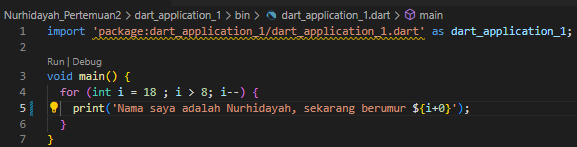 Nurhidayah_Pertemuan2 > dart_application_1 > bin > dart_application_1.dart > main
1 import 'package:dart_application_1/dart_application_1.dart' as dart_application_1;
2
Run | Debug
3 void main() {
4 for (int i = 18 ; i > 8; i--) {
5 print('Nama saya adalah Nurhidayah, sekarang berumur ${i+0}');
6 }
7 }